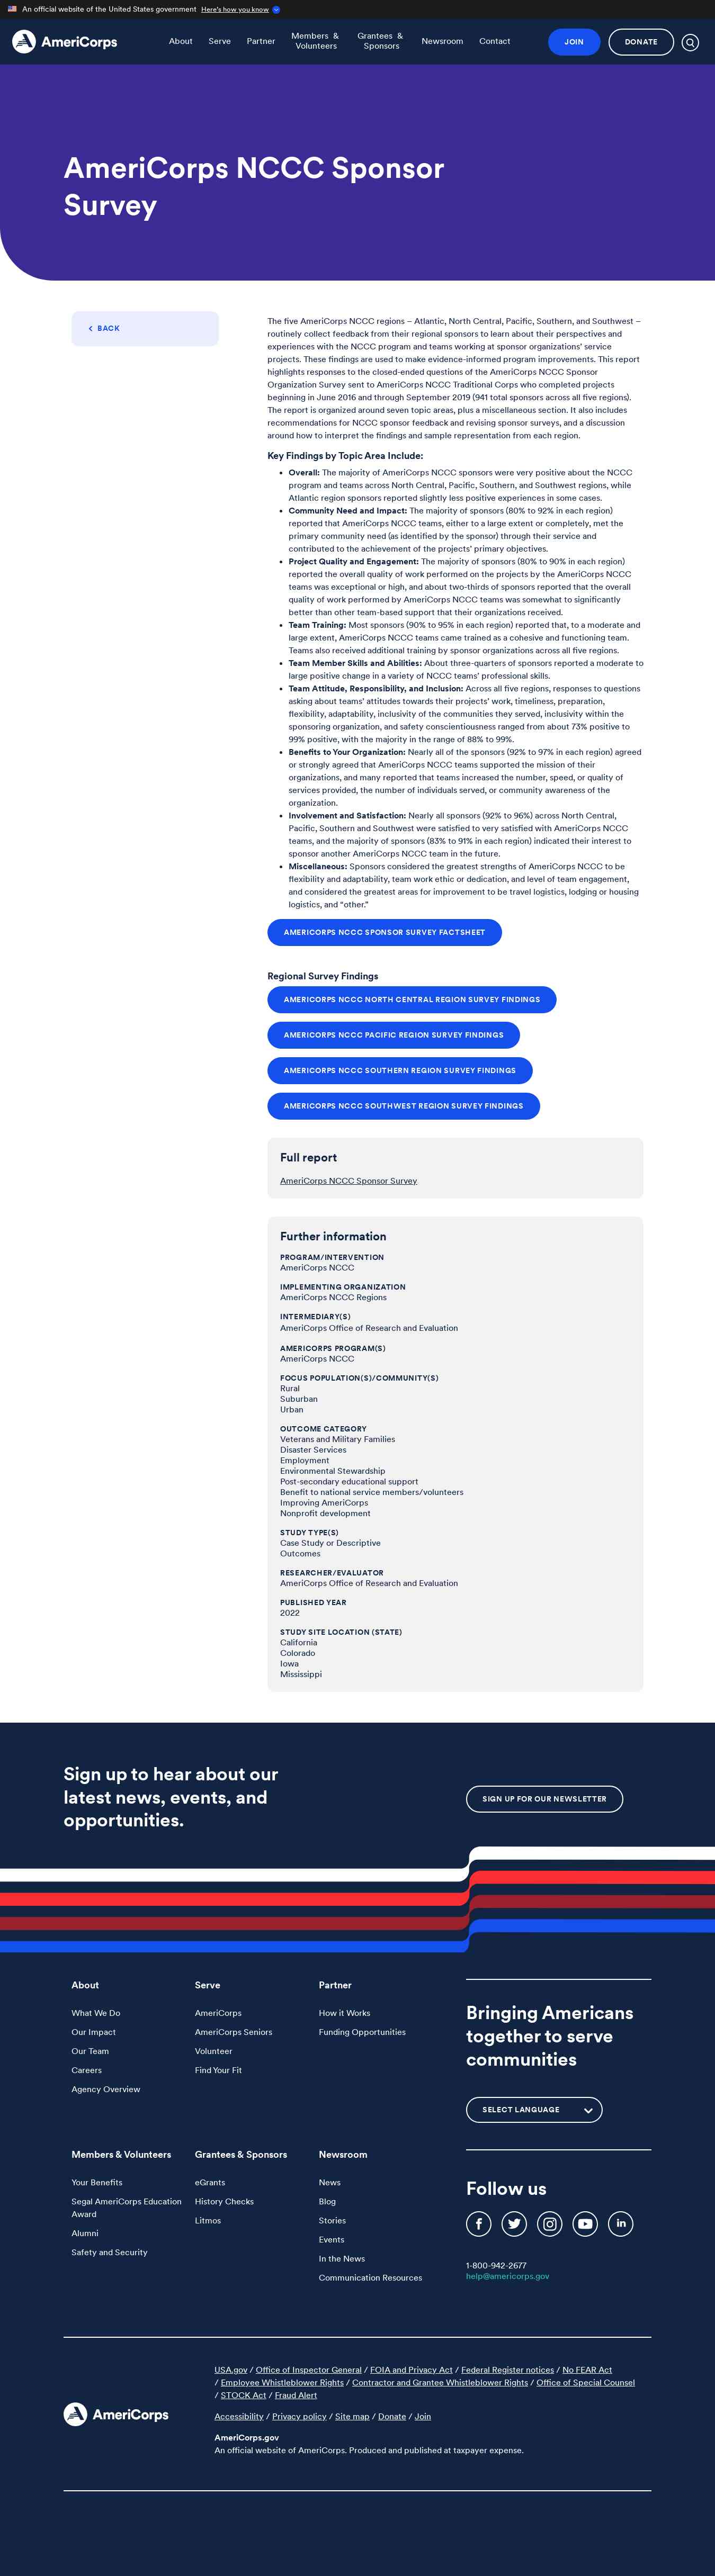 An official website of the United States government Here's how you know
AmeriCorps
About
Serve
Partner
Members &
Volunteers
Grantees &
Sponsors
Newsroom
Contact
JOIN
DONATE
AmeriCorps NCCC Sponsor
Survey
BACK
The five AmeriCorps NCCC regions – Atlantic, North Central, Pacific, Southern, and Southwest –
routinely collect feedback from their regional sponsors to learn about their perspectives and
experiences with the NCCC program and teams working at sponsor organizations' service
projects. These findings are used to make evidence-informed program improvements. This report
highlights responses to the closed-ended questions of the AmeriCorps NCCC Sponsor
Organization Survey sent to AmeriCorps NCCC Traditional Corps who completed projects
beginning in June 2016 and through September 2019 (941 total sponsors across all five regions).
The report is organized around seven topic areas, plus a miscellaneous section. It also includes
recommendations for NCCC sponsor feedback and revising sponsor surveys, and a discussion
around how to interpret the findings and sample representation from each region.
Key Findings by Topic Area Include:
• Overall: The majority of AmeriCorps NCCC sponsors were very positive about the NCCC
program and teams across North Central, Pacific, Southern, and Southwest regions, while
Atlantic region sponsors reported slightly less positive experiences in some cases.
• Community Need and Impact: The majority of sponsors (80% to 92% in each region)
reported that AmeriCorps NCCC teams, either to a large extent or completely, met the
primary community need (as identified by the sponsor) through their service and
contributed to the achievement of the projects' primary objectives.
• Project Quality and Engagement: The majority of sponsors (80% to 90% in each region)
reported the overall quality of work performed on the projects by the AmeriCorps NCCC
teams was exceptional or high, and about two-thirds of sponsors reported that the overall
quality of work performed by AmeriCorps NCCC teams was somewhat to significantly
better than other team-based support that their organizations received.
• Team Training: Most sponsors (90% to 95% in each region) reported that, to a moderate and
large extent, AmeriCorps NCCC teams came trained as a cohesive and functioning team.
Teams also received additional training by sponsor organizations across all five regions.
• Team Member Skills and Abilities: About three-quarters of sponsors reported a moderate to
large positive change in a variety of NCCC teams' professional skills.
• Team Attitude, Responsibility, and Inclusion: Across all five regions, responses to questions
asking about teams' attitudes towards their projects' work, timeliness, preparation,
flexibility, adaptability, inclusivity of the communities they served, inclusivity within the
sponsoring organization, and safety conscientiousness ranged from about 73% positive to
99% positive, with the majority in the range of 88% to 99%.
• Benefits to Your Organization: Nearly all of the sponsors (92% to 97% in each region) agreed
or strongly agreed that AmeriCorps NCCC teams supported the mission of their
organizations, and many reported that teams increased the number, speed, or quality of
services provided, the number of individuals served, or community awareness of the
organization.
• Involvement and Satisfaction: Nearly all sponsors (92% to 96%) across North Central,
Pacific, Southern and Southwest were satisfied to very satisfied with AmeriCorps NCCC
teams, and the majority of sponsors (83% to 91% in each region) indicated their interest to
sponsor another AmeriCorps NCCC team in the future.
• Miscellaneous: Sponsors considered the greatest strengths of AmeriCorps NCCC to be
flexibility and adaptability, team work ethic or dedication, and level of team engagement,
and considered the greatest areas for improvement to be travel logistics, lodging or housing
logistics, and "other."
AMERICORPS NCCC SPONSOR SURVEY FACTSHEET
Regional Survey Findings
AMERICORPS NCCC NORTH CENTRAL REGION SURVEY FINDINGS
AMERICORPS NCCC PACIFIC REGION SURVEY FINDINGS
AMERICORPS NCCC SOUTHERN REGION SURVEY FINDINGS
AMERICORPS NCCC SOUTHWEST REGION SURVEY FINDINGS
Full report
AmeriCorps NCCC Sponsor Survey
Further information
PROGRAM/INTERVENTION
AmeriCorps NCCC
IMPLEMENTING ORGANIZATION
AmeriCorps NCCC Regions
INTERMEDIARY(S)
AmeriCorps Office of Research and Evaluation
AMERICORPS PROGRAM(S)
AmeriCorps NCCC
FOCUS POPULATION(S)/COMMUNITY(S)
Rural
Suburban
Urban
OUTCOME CATEGORY
Veterans and Military Families
Disaster Services
Employment
Environmental Stewardship
Post-secondary educational support
Benefit to national service members/volunteers
Improving AmeriCorps
Nonprofit development
STUDY TYPE(S)
Case Study or Descriptive
Outcomes
RESEARCHER/EVALUATOR
AmeriCorps Office of Research and Evaluation
PUBLISHED YEAR
2022
STUDY SITE LOCATION (STATE)
California
Colorado
Iowa
Mississippi
Sign up to hear about our
latest news, events, and
opportunities.
SIGN UP FOR OUR NEWSLETTER
About
What We Do
Our Impact
Our Team
Careers
Agency Overview
Serve
AmeriCorps
AmeriCorps Seniors
Volunteer
Find Your Fit
Partner
How it Works
Funding Opportunities
Bringing Americans
together to serve
communities
SELECT LANGUAGE
Members & Volunteers
Your Benefits
Segal AmeriCorps Education
Award
Alumni
Safety and Security
Grantees & Sponsors
eGrants
History Checks
Litmos
Newsroom
News
Blog
Stories
Events
In the News
Communication Resources
Follow us
1-800-942-2677
help@americorps.gov
AmeriCorps
USA.gov / Office of Inspector General / FOIA and Privacy Act / Federal Register notices / No FEAR Act
/ Employee Whistleblower Rights / Contractor and Grantee Whistleblower Rights / Office of Special Counsel
/ STOCK Act / Fraud Alert
Accessibility / Privacy policy / Site map / Donate / Join
AmeriCorps.gov
An official website of AmeriCorps. Produced and published at taxpayer expense.